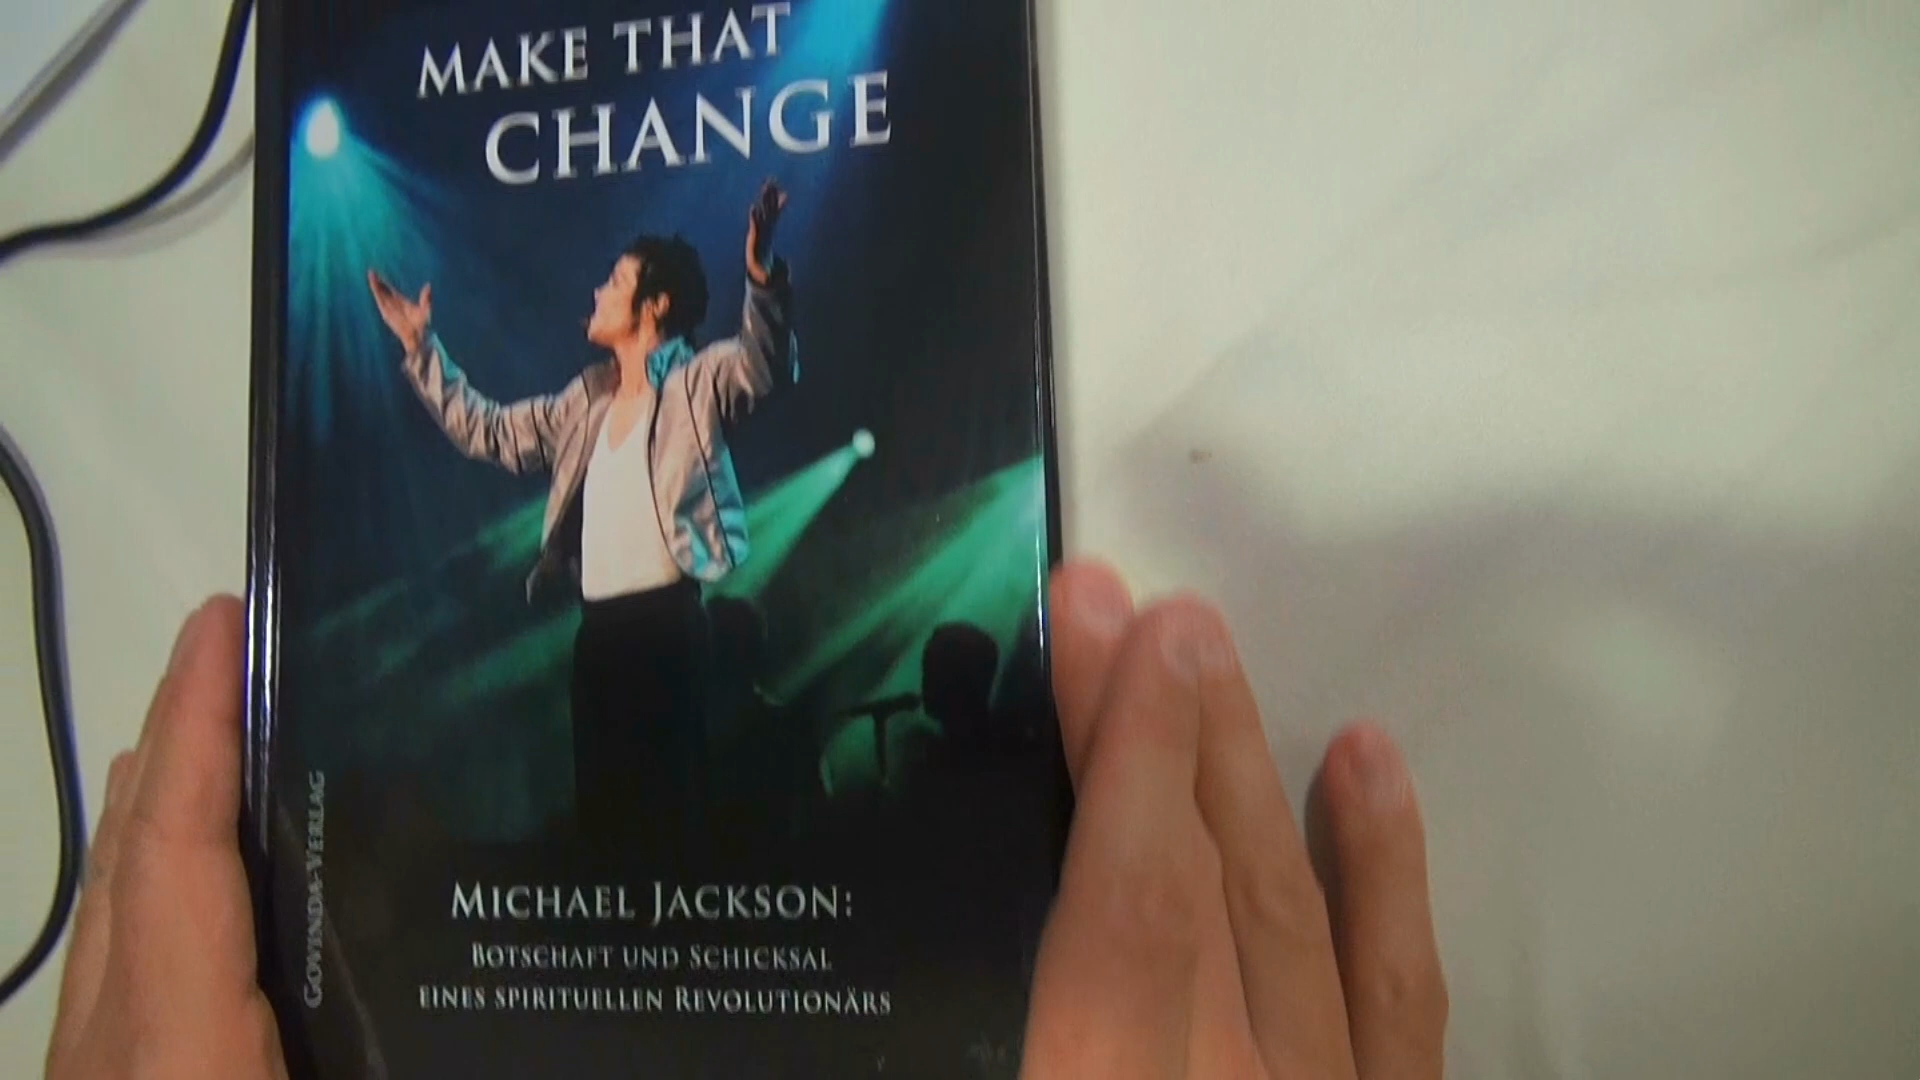 MAKE THAT
CHANGE
GOVINDA-VERLAG
MICHAEL JACKSON:
BOTSCHAFT UND SCHICKSAL
EINES SPIRITUELLEN REVOLUTIONÄRS